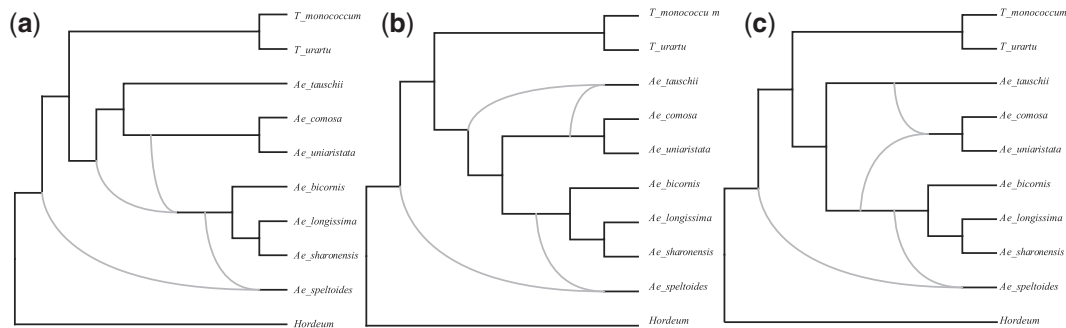 (a)
T_monococcum
T_urartu
Ae_tauschii
Ae_comosa
Ae_uniaristata
Ae_bicornis
Ae_longissima
Ae_sharonensis
Ae_speltoides
Hordeum
(b)
T_monococcu m
T_urartu
Ae_tauschii
Ae_comosa
Ae_uniaristata
Ae_bicornis
Ae_longissima
Ae_sharonensis
Ae_speltoides
Hordeum
(c)
T_monococcum
T_urartu
Ae_tauschii
Ae_comosa
Ae_uniaristata
Ae_bicornis
Ae_longissima
Ae_sharonensis
Ae_speltoides
Hordeum